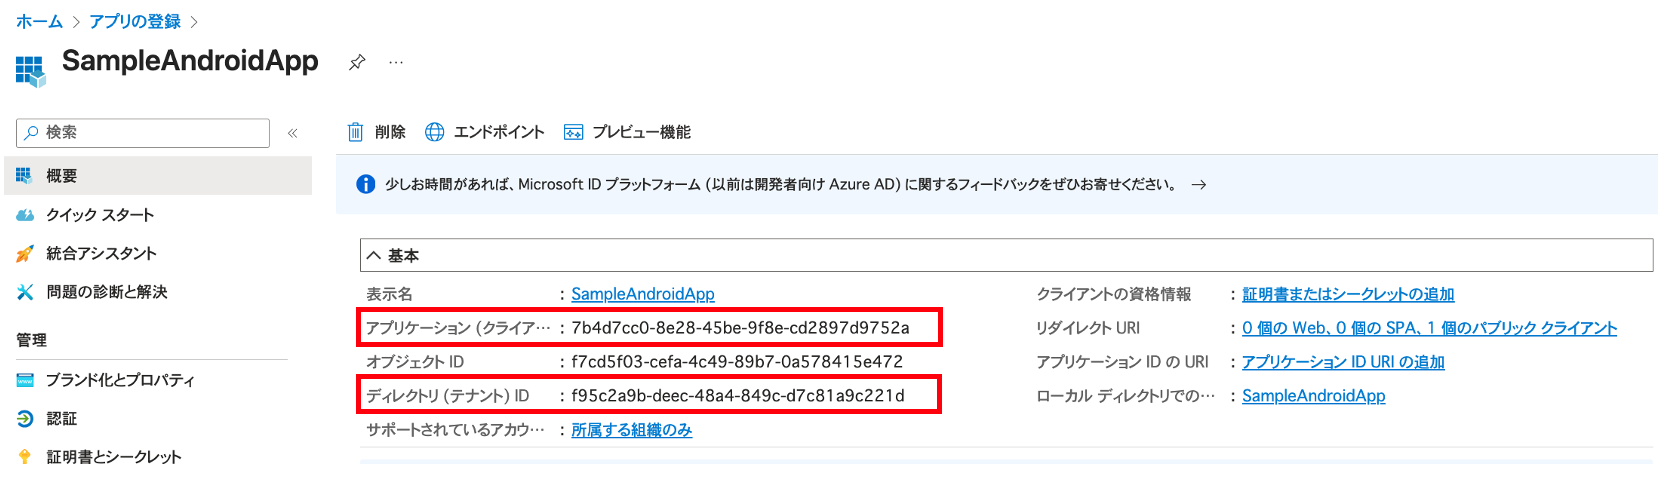 ホーム > アプリの登録 >
SampleAndroidApp ...
検索 «
概要
クイック スタート
統合アシスタント
問題の診断と解決
管理
ブランド化とプロパティ
認証
証明書とシークレット
削除 エンドポイント プレビュー機能
少しお時間があれば、Microsoft ID プラットフォーム (以前は開発者向け Azure AD) に関するフィードバックをぜひお寄せください。 →
基本
表示名 : SampleAndroidApp
アプリケーション (クライア… : 7b4d7cc0-8e28-45be-9f8e-cd2897d9752a
オブジェクト ID : f7cd5f03-cefa-4c49-89b7-0a578415e472
ディレクトリ (テナント) ID : f95c2a9b-deec-48a4-849c-d7c81a9c221d
サポートされているアカウ… : 所属する組織のみ
クライアントの資格情報 : 証明書またはシークレットの追加
リダイレクト URI : 0 個の Web、0 個の SPA、1 個のパブリック クライアント
アプリケーション ID の URI : アプリケーション ID URI の追加
ローカル ディレクトリでの… : SampleAndroidApp